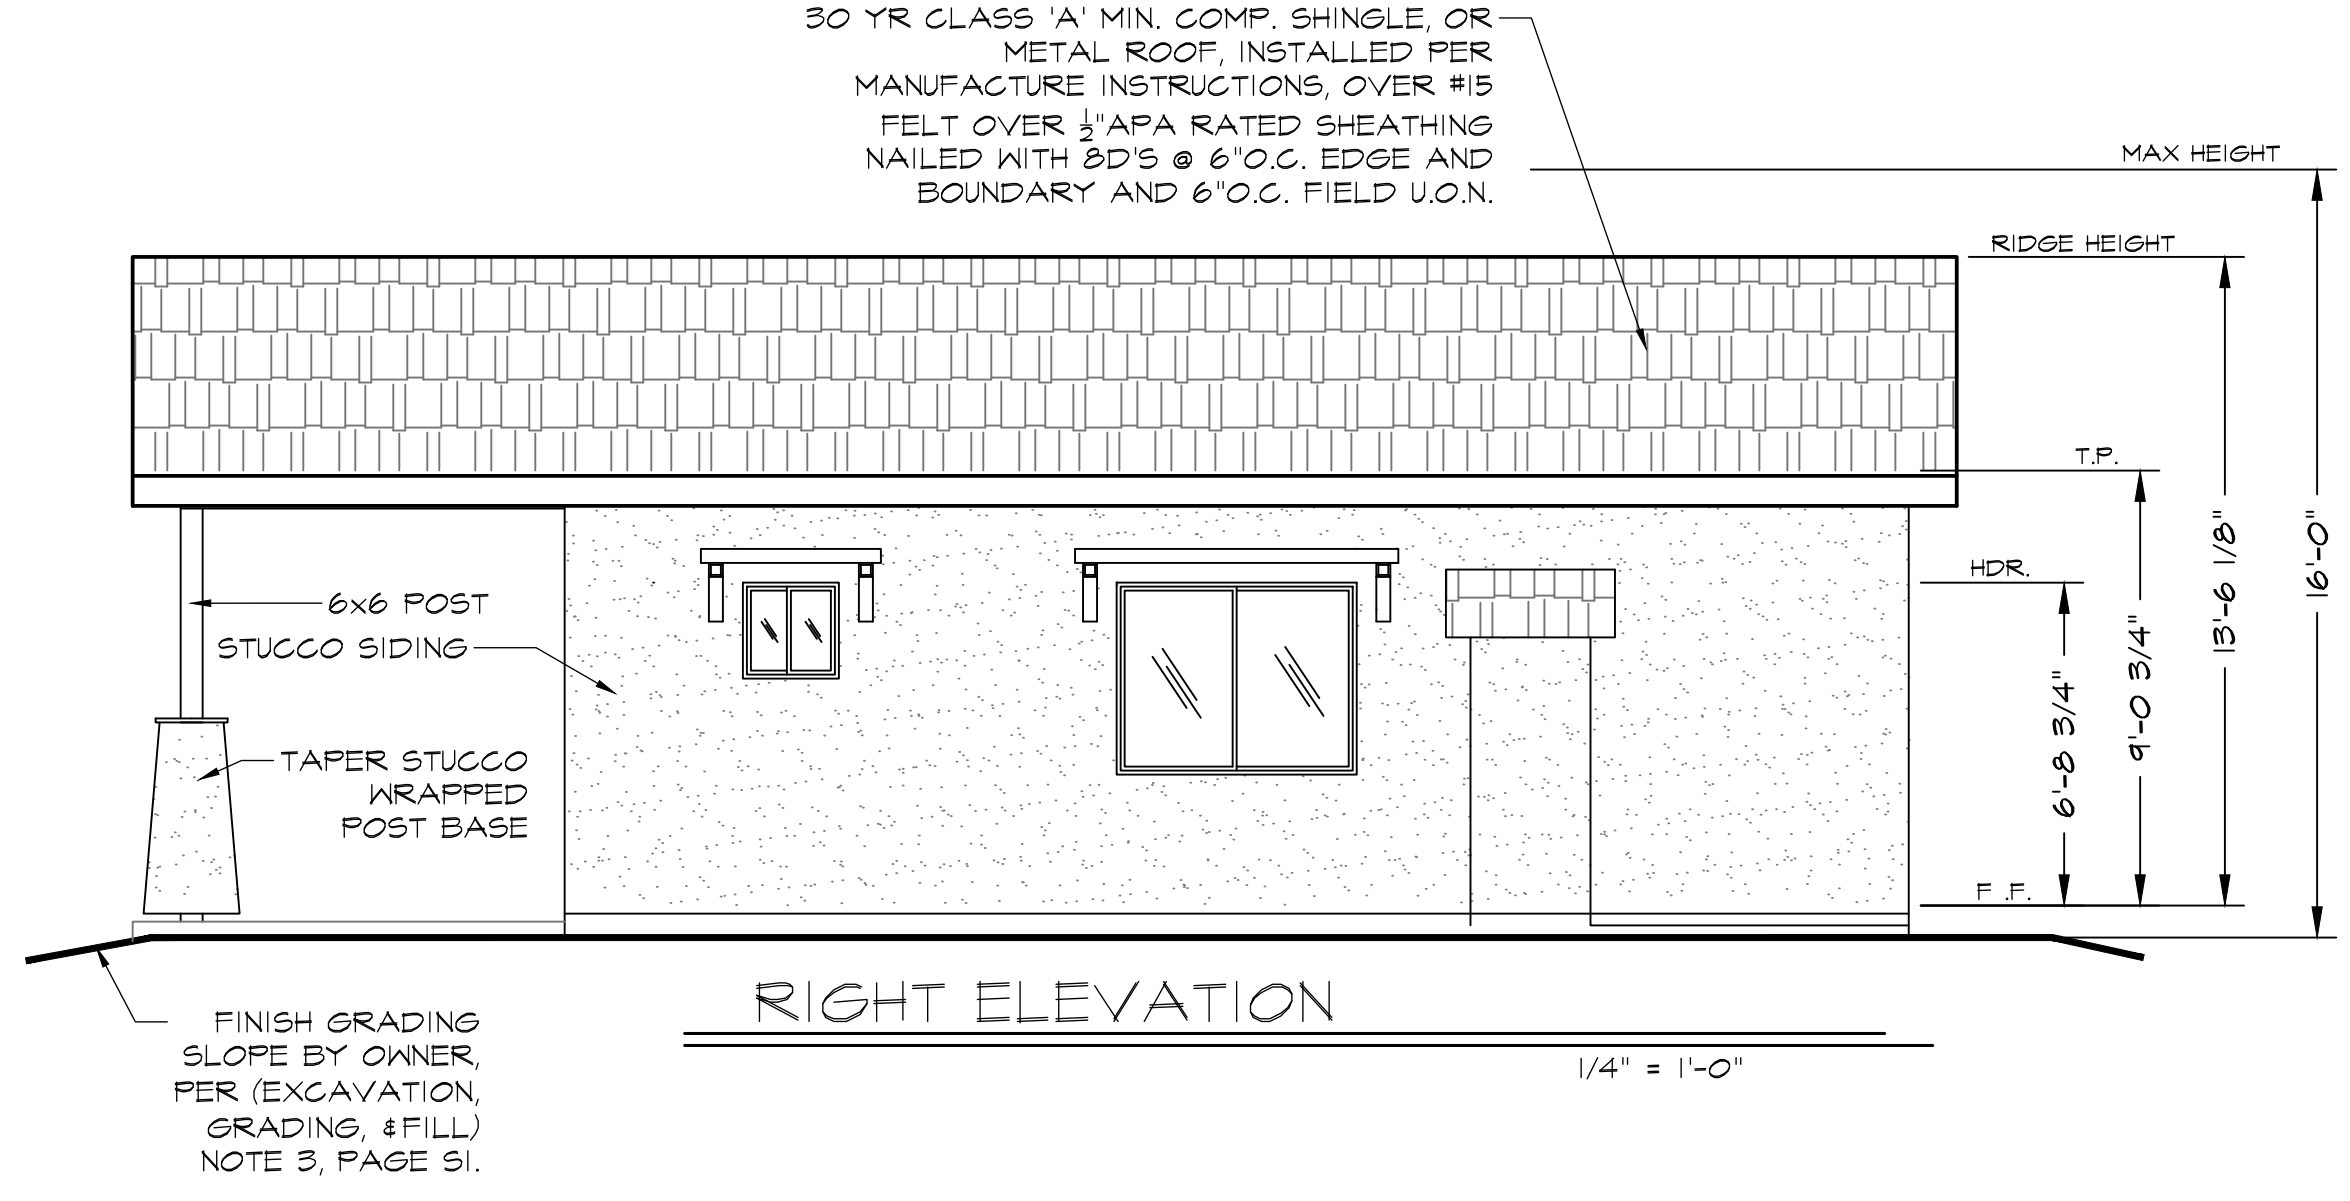 30 YR CLASS 'A' MIN. COMP. SHINGLE, OR
METAL ROOF, INSTALLED PER
MANUFACTURE INSTRUCTIONS, OVER #15
FELT OVER ½"APA RATED SHEATHING
NAILED WITH 8D'S @ 6"O.C. EDGE AND
BOUNDARY AND 6"O.C. FIELD U.O.N.
MAX HEIGHT
RIDGE HEIGHT
T.P.
HDR.
F .F.
6'-8 3/4"
9'-0 3/4"
13'-6 1/8"
16'-0"
6x6 POST
STUCCO SIDING
TAPER STUCCO
WRAPPED
POST BASE
FINISH GRADING
SLOPE BY OWNER,
PER (EXCAVATION,
GRADING, &FILL)
NOTE 3, PAGE S1.
RIGHT ELEVATION
1/4" = 1'-0"